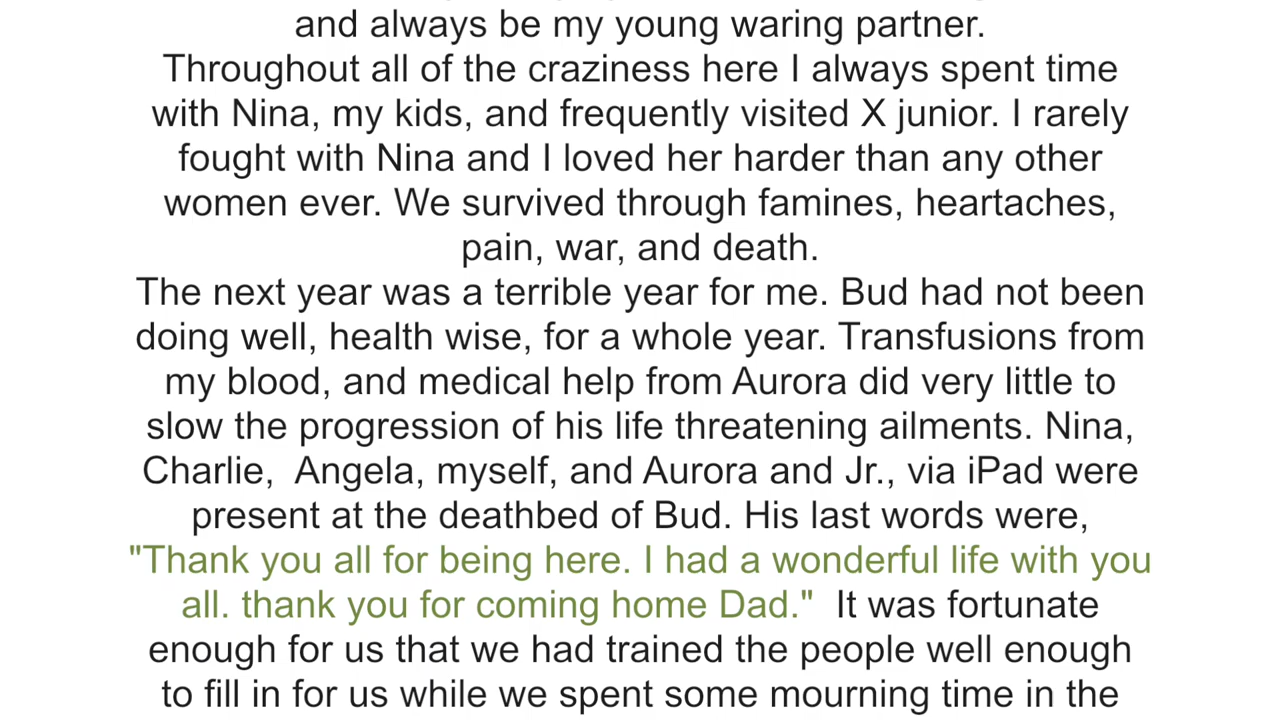 and always be my young waring partner.
Throughout all of the craziness here I always spent time
with Nina, my kids, and frequently visited X junior. I rarely
fought with Nina and I loved her harder than any other
women ever. We survived through famines, heartaches,
pain, war, and death.
The next year was a terrible year for me. Bud had not been
doing well, health wise, for a whole year. Transfusions from
my blood, and medical help from Aurora did very little to
slow the progression of his life threatening ailments. Nina,
Charlie,  Angela, myself, and Aurora and Jr., via iPad were
present at the deathbed of Bud. His last words were,
"Thank you all for being here. I had a wonderful life with you
all. thank you for coming home Dad."  It was fortunate
enough for us that we had trained the people well enough
to fill in for us while we spent some mourning time in the